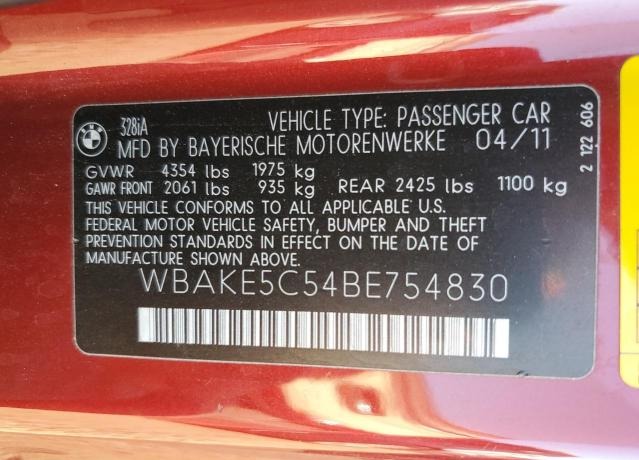 BMW
328iA VEHICLE TYPE: PASSENGER CAR
MFD BY BAYERISCHE MOTORENWERKE 04/11
GVWR 4354 lbs 1975 kg
GAWR FRONT 2061 lbs 935 kg REAR 2425 lbs 1100 kg
THIS VEHICLE CONFORMS TO ALL APPLICABLE U.S.
FEDERAL MOTOR VEHICLE SAFETY, BUMPER AND THEFT
PREVENTION STANDARDS IN EFFECT ON THE DATE OF
MANUFACTURE SHOWN ABOVE.
WBAKE5C54BE754830
2 122 606